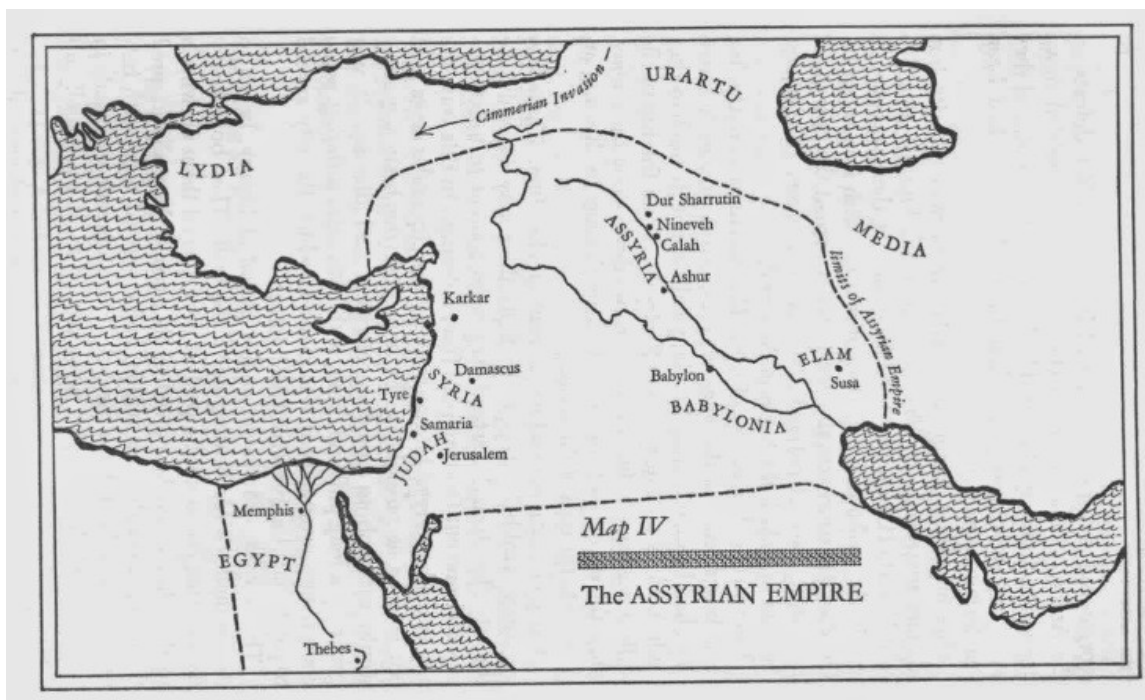 Cimmerian Invasion
URARTU
LYDIA
MEDIA
Dur Sharrutin
Nineveh
Calah
ASSYRIA
Ashur
limits of Assyrian Empire
Karkar
SYRIA
Damascus
Tyre
Samaria
JUDAH
Jerusalem
Babylon
BABYLONIA
ELAM
Susa
Memphis
EGYPT
Thebes
Map IV
The ASSYRIAN EMPIRE